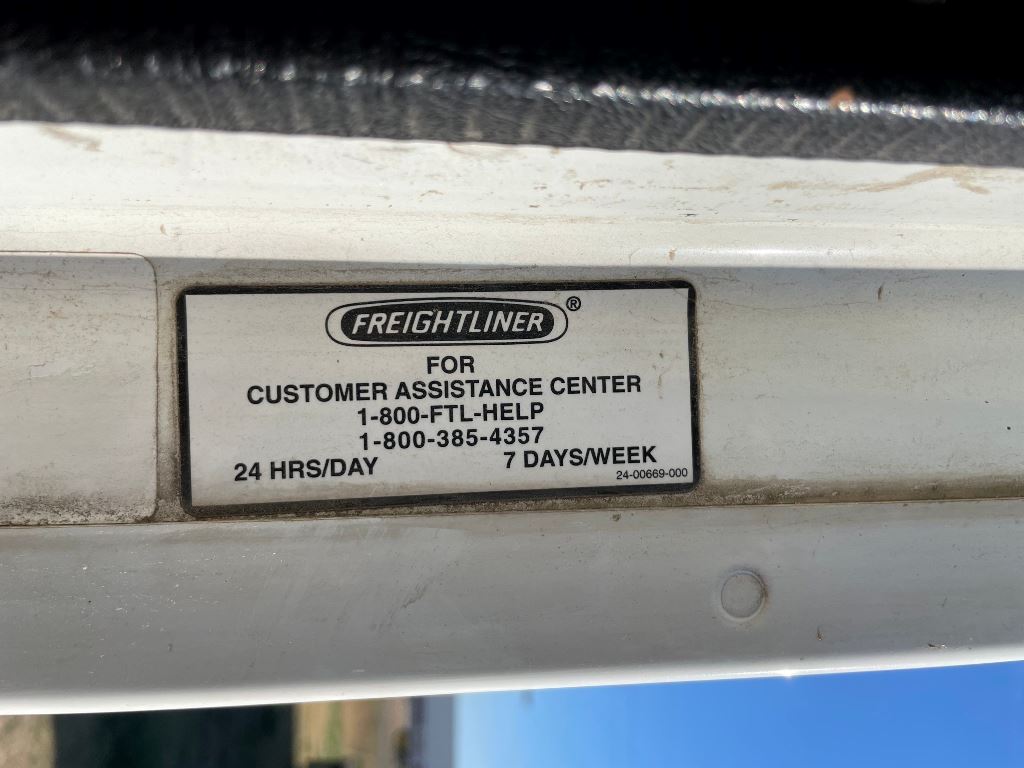 FREIGHTLINER®
FOR
CUSTOMER ASSISTANCE CENTER
1-800-FTL-HELP
1-800-385-4357
24 HRS/DAY 7 DAYS/WEEK
24-00669-000